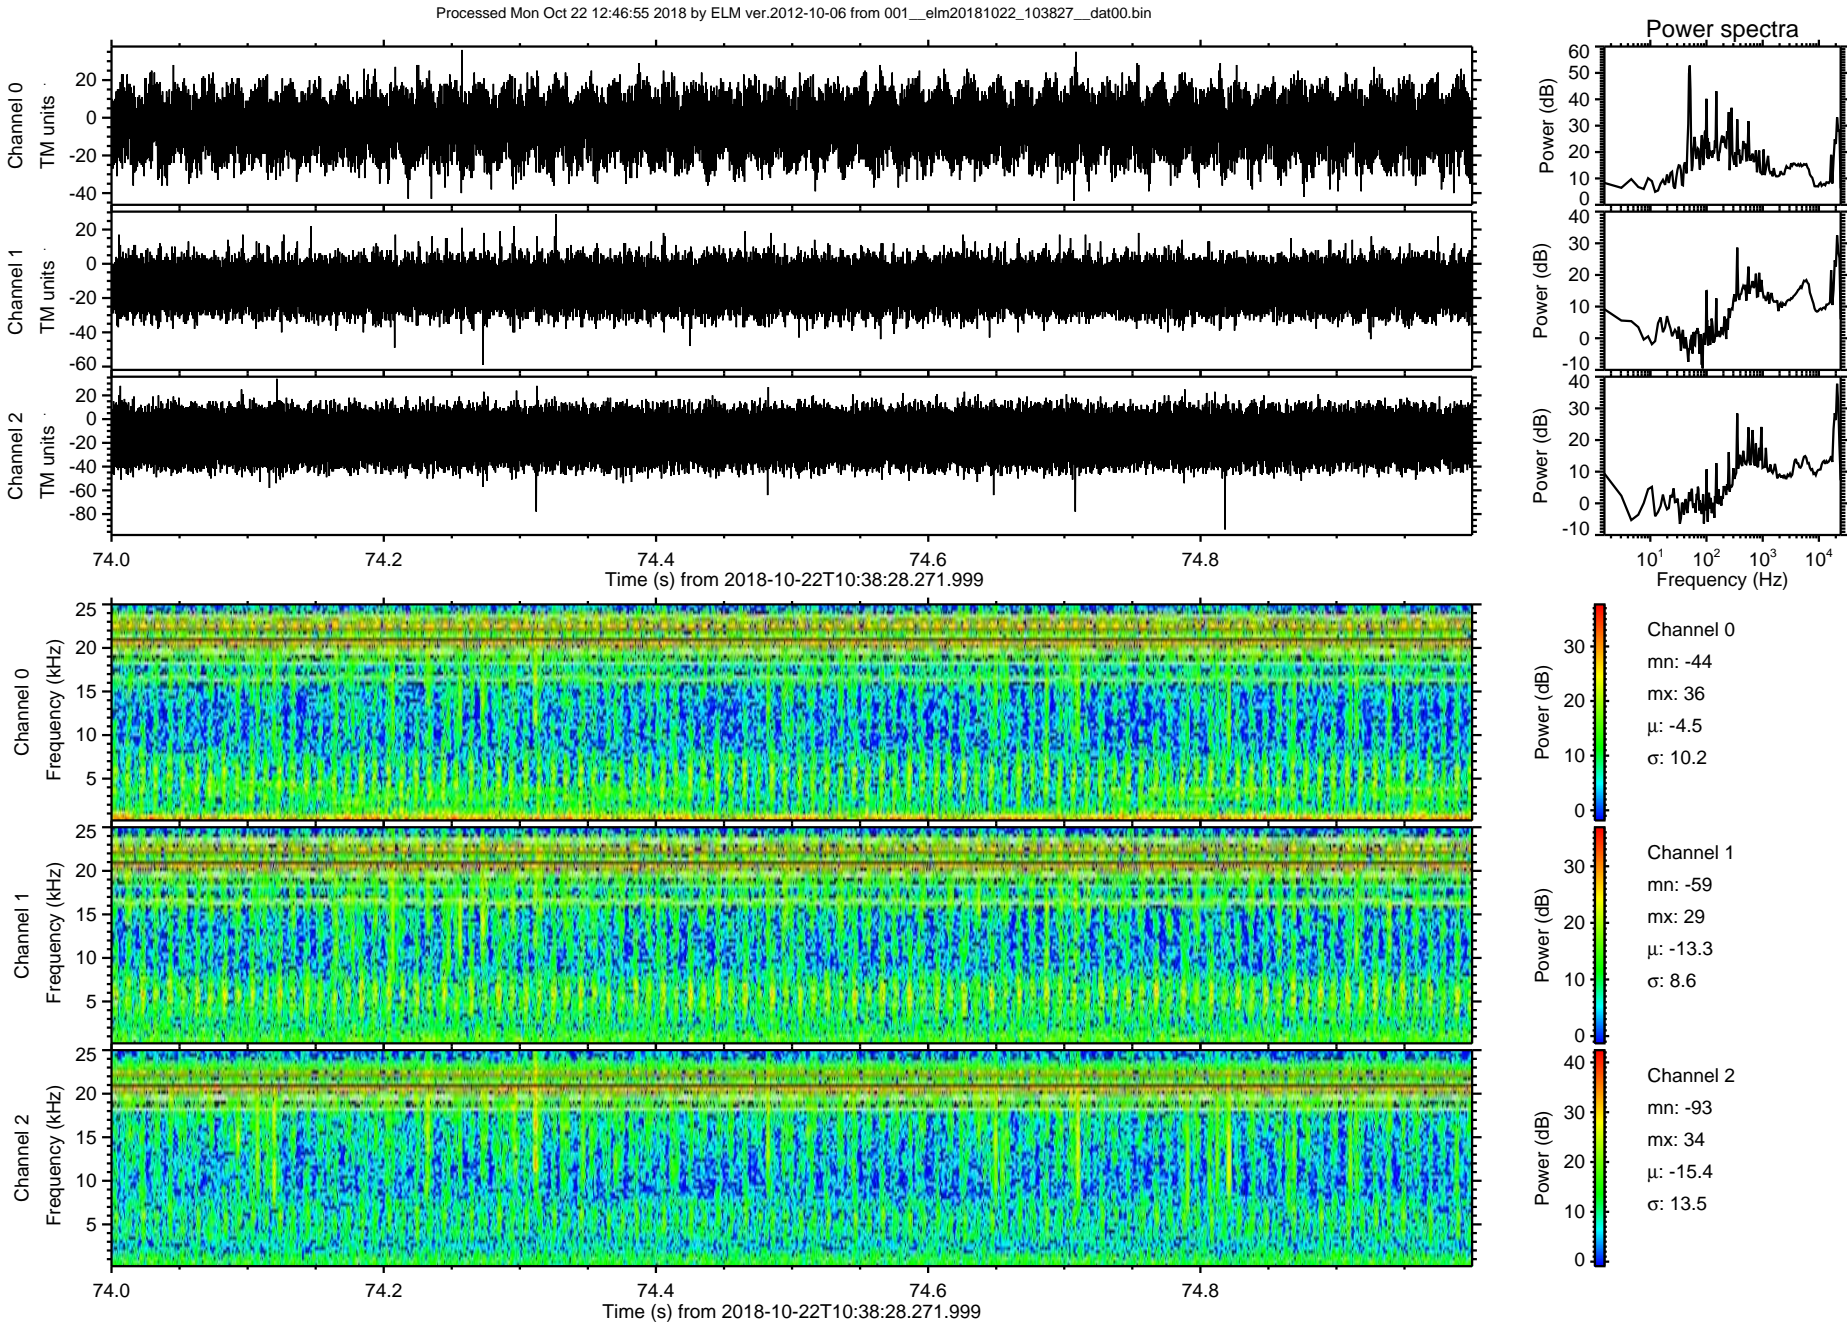 Processed Mon Oct 22 12:46:55 2018 by ELM ver.2012-10-06 from 001__elm20181022_103827__dat00.bin
Power spectra
Channel 0
TM units
20
0
-20
-40
Power (dB)
60
50
40
30
20
10
0
Channel 1
TM units
20
0
-20
-40
-60
Power (dB)
40
30
20
10
0
-10
Channel 2
TM units
20
0
-20
-40
-60
-80
Power (dB)
40
30
20
10
0
-10
74.0 74.2 74.4 74.6 74.8
Time (s) from 2018-10-22T10:38:28.271.999
10^1 10^2 10^3 10^4
Frequency (Hz)
Channel 0
Frequency (kHz)
25
20
15
10
5
Power (dB)
30
20
10
0
Channel 0
mn: -44
mx: 36
μ: -4.5
σ: 10.2
Channel 1
Frequency (kHz)
25
20
15
10
5
Power (dB)
30
20
10
0
Channel 1
mn: -59
mx: 29
μ: -13.3
σ: 8.6
Channel 2
Frequency (kHz)
25
20
15
10
5
Power (dB)
40
30
20
10
0
Channel 2
mn: -93
mx: 34
μ: -15.4
σ: 13.5
74.0 74.2 74.4 74.6 74.8
Time (s) from 2018-10-22T10:38:28.271.999